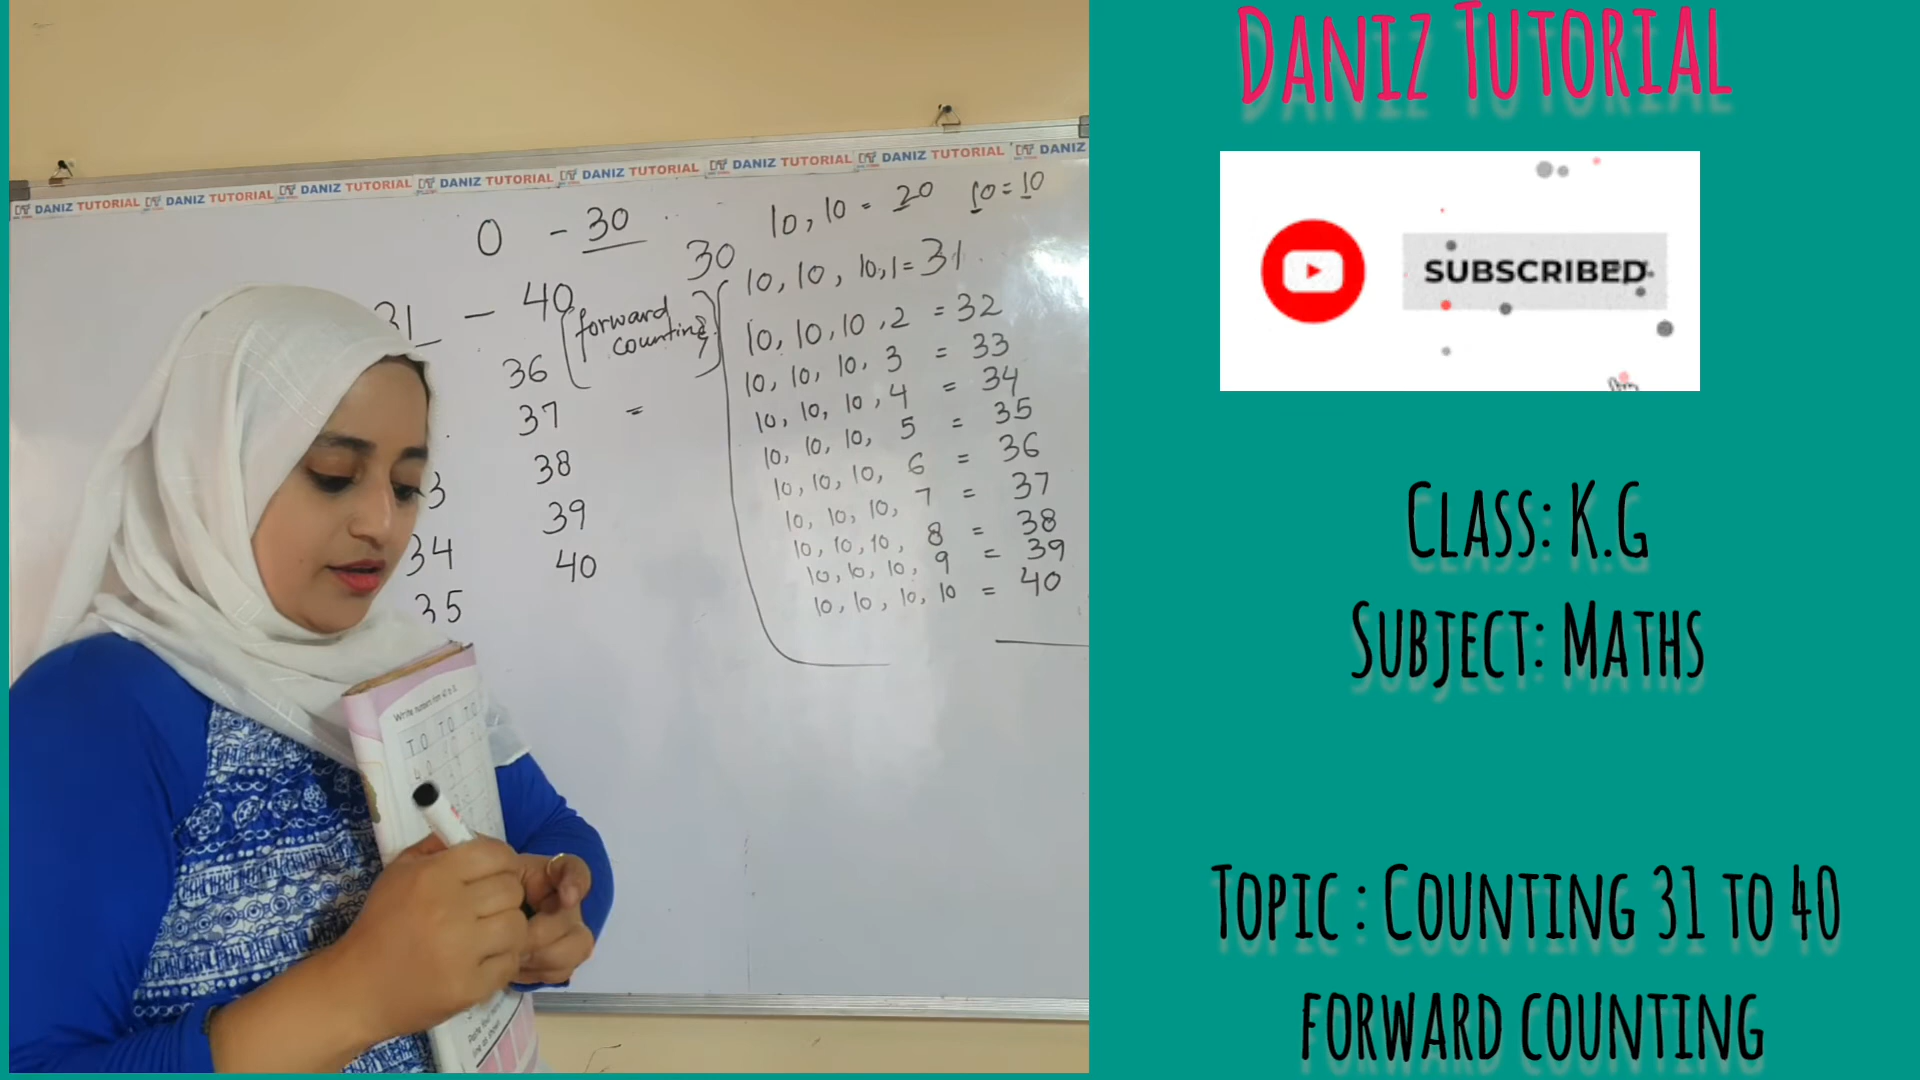 DANIZ TUTORIAL DANIZ TUTORIAL DANIZ TUTORIAL DANIZ TUTORIAL DANIZ TUTORIAL DANIZ TUTORIAL DANIZ TUTORIAL DANIZ
0 - 30
31 - 40
(forward counting)
36
37 =
38
39
40
3
34
35
10, 10 = 20
10 = 10
30
10, 10, 10, 1 = 31
10, 10, 10, 2 = 32
10, 10, 10, 3 = 33
10, 10, 10, 4 = 34
10, 10, 10, 5 = 35
10, 10, 10, 6 = 36
10, 10, 10, 7 = 37
10, 10, 10, 8 = 38
10, 10, 10, 9 = 39
10, 10, 10, 10 = 40
TO TO TO
40
DANIZ TUTORIAL
SUBSCRIBED
CLASS: K.G
SUBJECT: MATHS
TOPIC : COUNTING 31 TO 40
FORWARD COUNTING